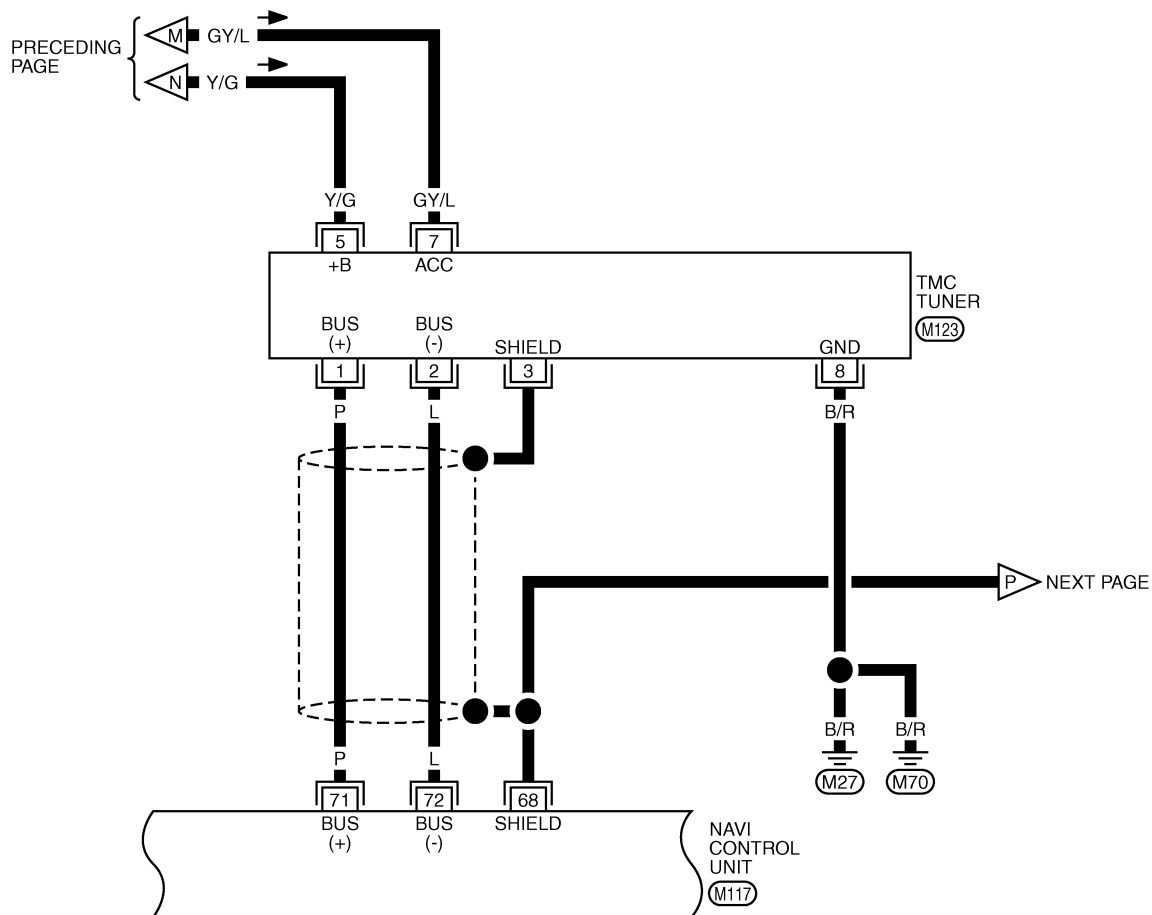 PRECEDING
PAGE
M
GY/L
N
Y/G
Y/G
GY/L
5
7
+B
ACC
TMC
TUNER
M123
BUS
(+)
BUS
(-)
SHIELD
GND
1
2
3
8
P
L
B/R
P
NEXT PAGE
B/R
B/R
M27
M70
P
L
71
72
68
BUS
(+)
BUS
(-)
SHIELD
NAVI
CONTROL
UNIT
M117